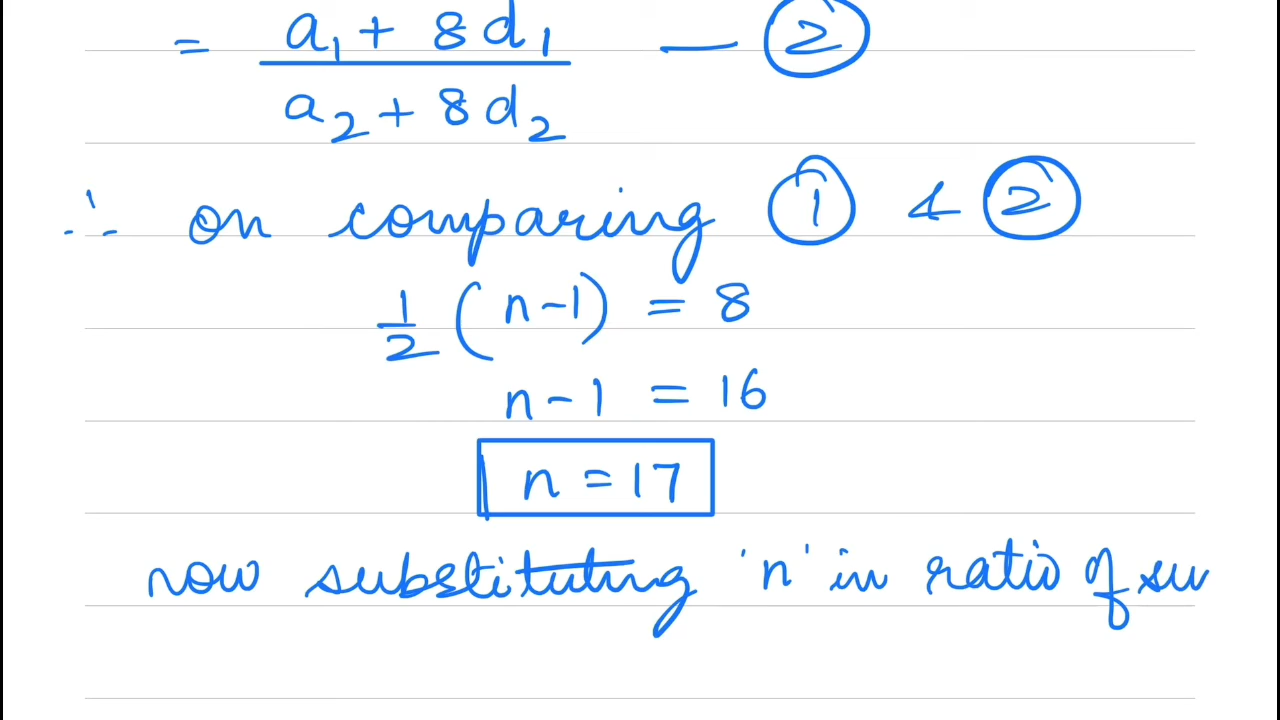 = a₁ + 8d₁ / a₂ + 8d₂ — ②
∴ on comparing ① & ②
1/2 (n-1) = 8
n - 1 = 16
n = 17
now substituting 'n' in ratio of su